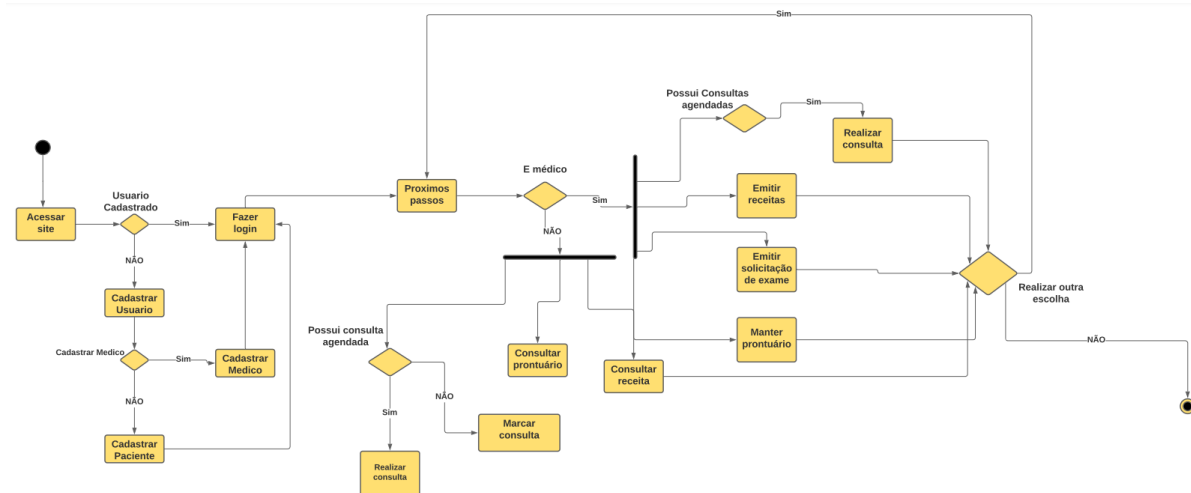 Sim
Possui Consultas
agendadas
Sim
Realizar
consulta
E médico
Usuario
Cadastrado
Proximos
passos
Emitir
receitas
Sim
Acessar
site
Sim
Fazer
login
NÃO
Emitir
solicitação
de exame
NÃO
Realizar outra
escolha
Cadastrar
Usuario
Possui consulta
agendada
Manter
prontuário
NÃO
Cadastrar Medico
Sim
Cadastrar
Medico
Consultar
prontuário
Consultar
receita
NÃO
NÃO
Sim
Marcar
consulta
Cadastrar
Paciente
Realizar
consulta